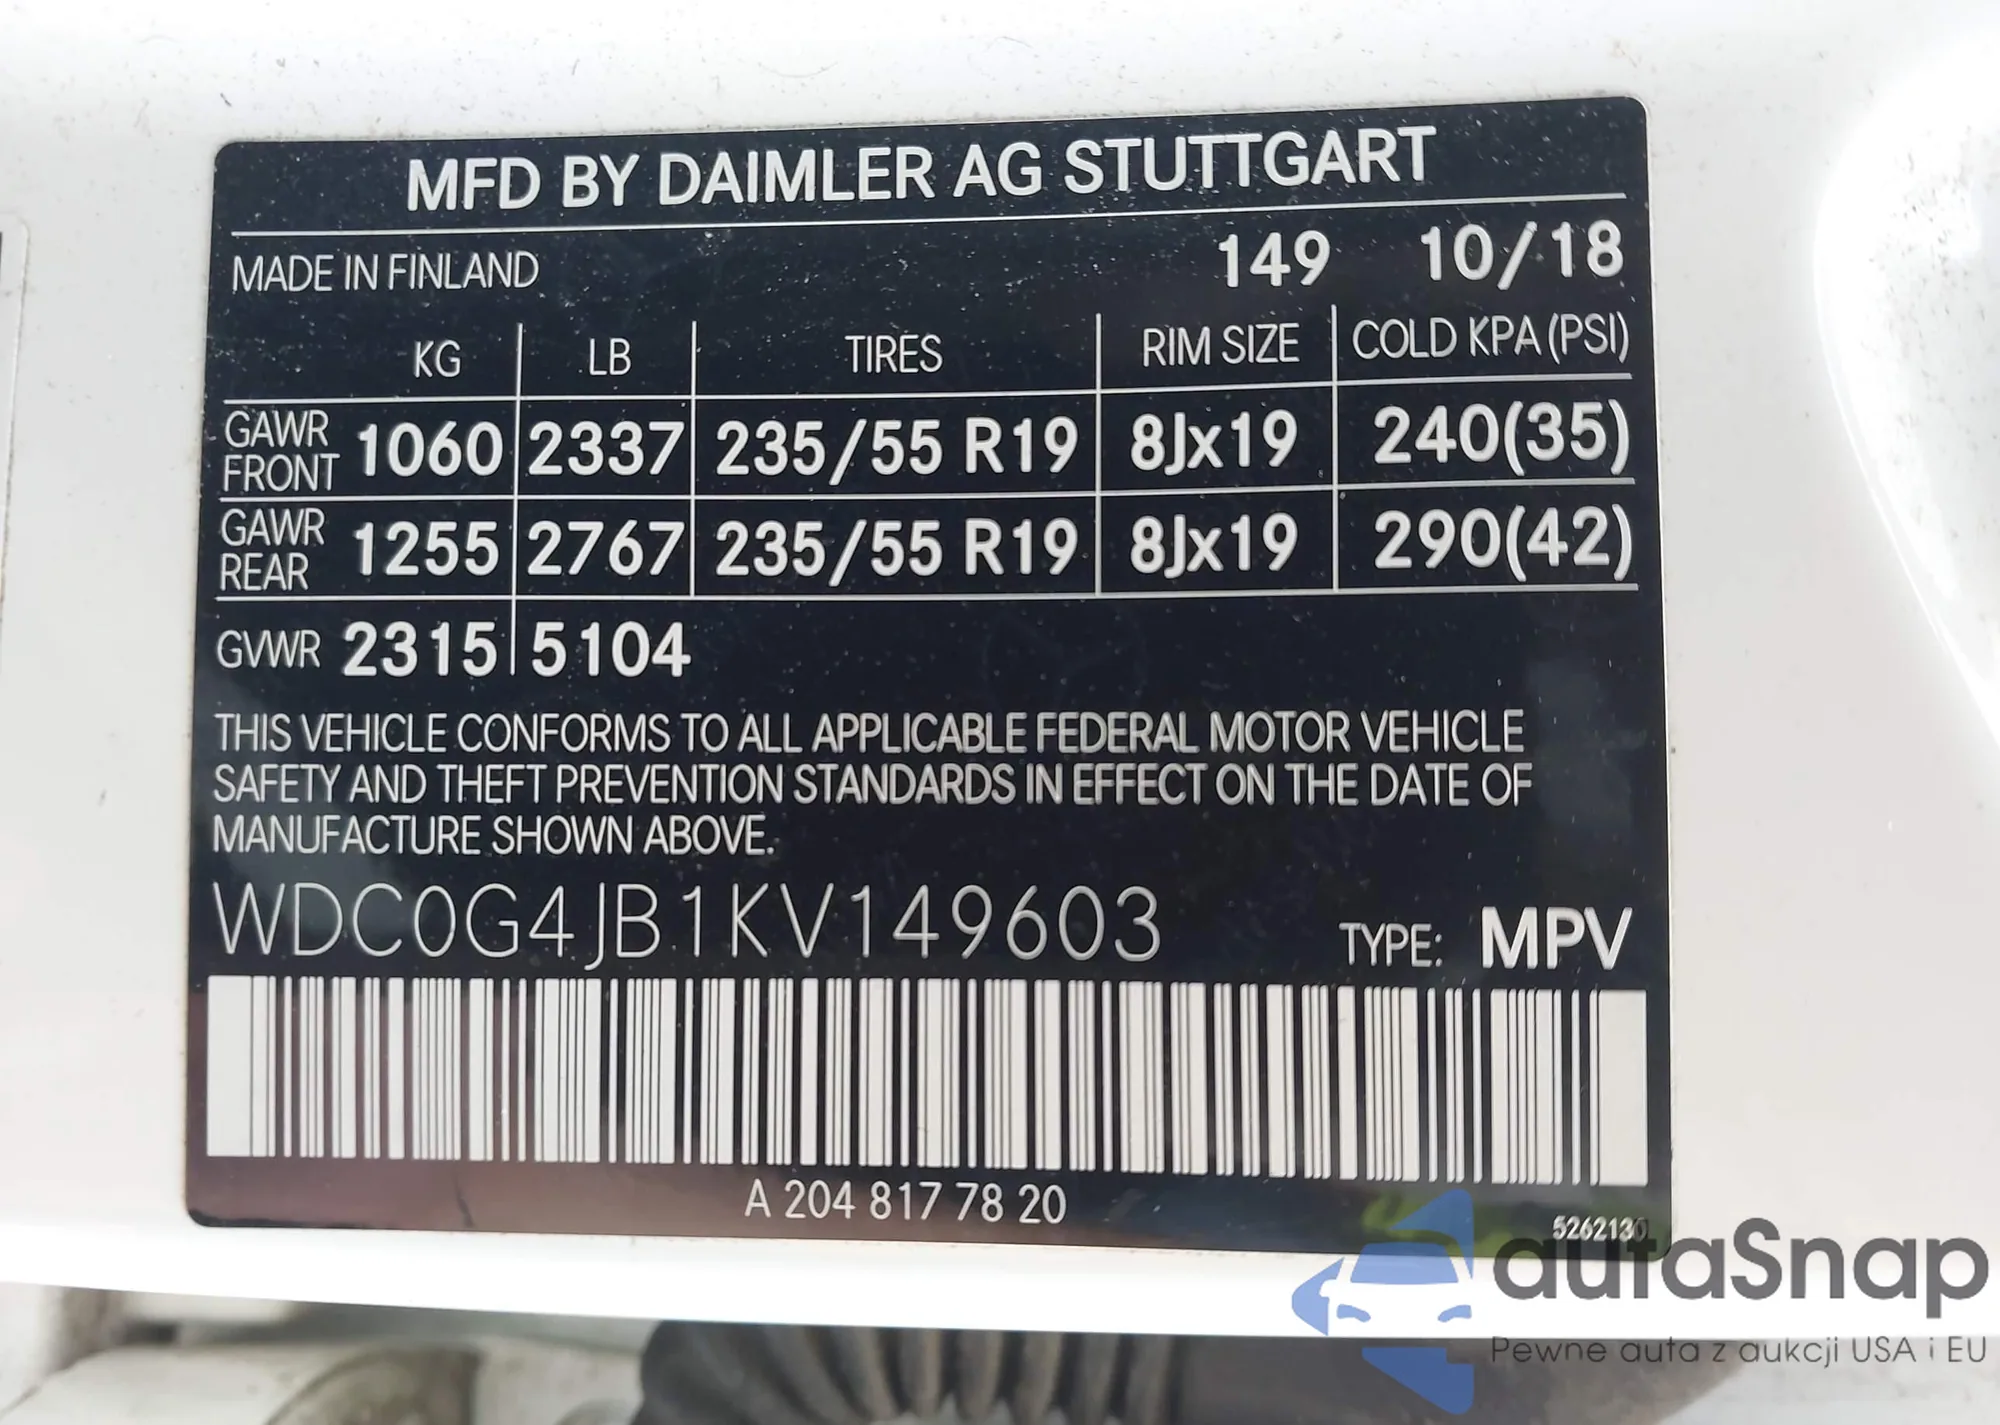 MFD BY DAIMLER AG STUTTGART
MADE IN FINLAND 149 10/18
KG LB TIRES RIM SIZE COLD KPA (PSI)
GAWR FRONT 1060 2337 235/55 R19 8Jx19 240(35)
GAWR REAR 1255 2767 235/55 R19 8Jx19 290(42)
GVWR 2315 5104
THIS VEHICLE CONFORMS TO ALL APPLICABLE FEDERAL MOTOR VEHICLE
SAFETY AND THEFT PREVENTION STANDARDS IN EFFECT ON THE DATE OF
MANUFACTURE SHOWN ABOVE.
WDC0G4JB1KV149603 TYPE: MPV
A 204 817 78 20
5262130
autaSnap
Pewne auta z aukcji USA i EU